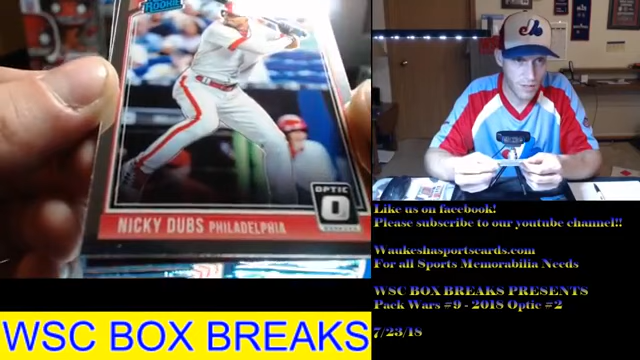 ROOKIE
OPTIC
NICKY DUBS PHILADELPHIA
WSC BOX BREAKS
Like us on facebook!
Please subscribe to our youtube channel!!
Waukeshasportscards.com
For all Sports Memorabilia Needs
WSC BOX BREAKS PRESENTS
Pack Wars #9 - 2018 Optic #2
7/23/18